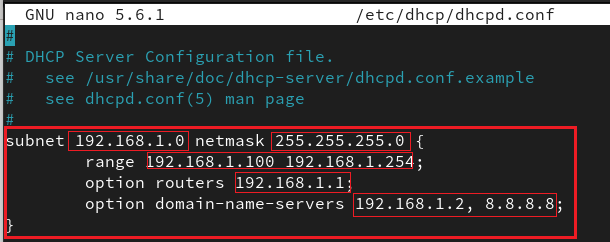 GNU nano 5.6.1 /etc/dhcp/dhcpd.conf
#
# DHCP Server Configuration file.
#   see /usr/share/doc/dhcp-server/dhcpd.conf.example
#   see dhcpd.conf(5) man page
#
subnet 192.168.1.0 netmask 255.255.255.0 {
        range 192.168.1.100 192.168.1.254;
        option routers 192.168.1.1;
        option domain-name-servers 192.168.1.2, 8.8.8.8;
}